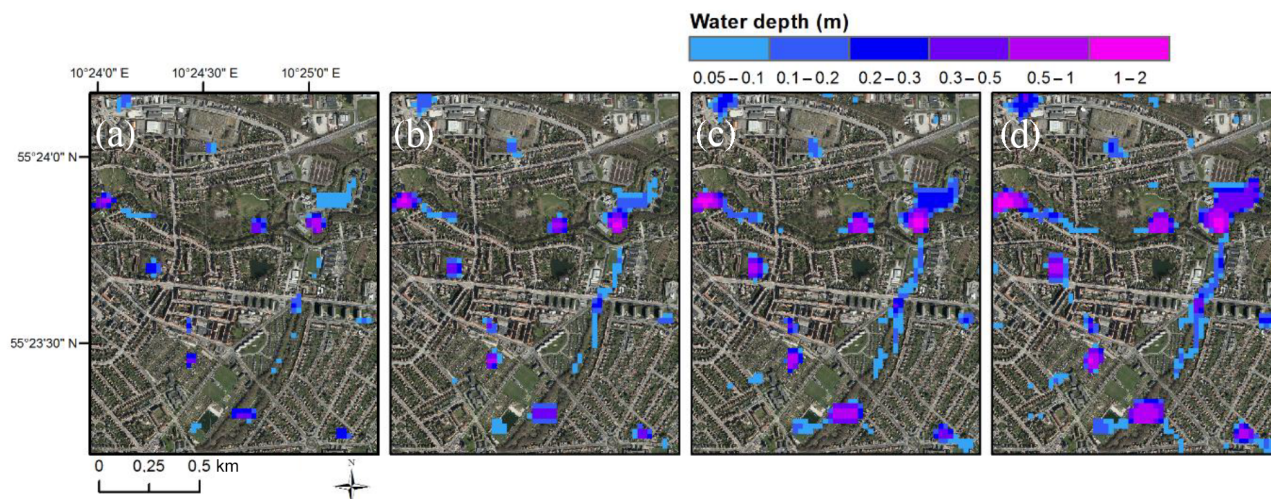 Water depth (m)
0.05–0.1 0.1–0.2 0.2–0.3 0.3–0.5 0.5–1 1–2
10°24'0" E 10°24'30" E 10°25'0" E
(a) (b) (c) (d)
55°24'0" N
55°23'30" N
0 0.25 0.5 km
N